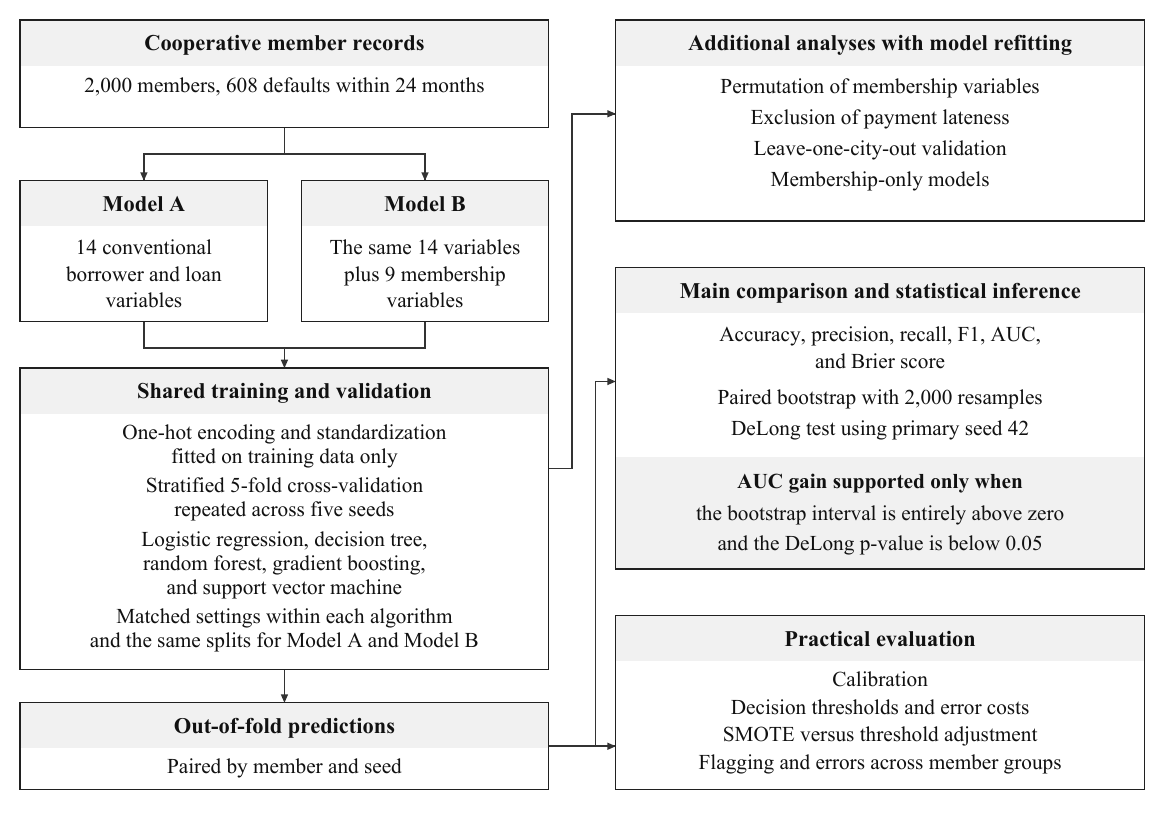 Cooperative member records
2,000 members, 608 defaults within 24 months
Model A
14 conventional
borrower and loan
variables
Model B
The same 14 variables
plus 9 membership
variables
Shared training and validation
One-hot encoding and standardization
fitted on training data only
Stratified 5-fold cross-validation
repeated across five seeds
Logistic regression, decision tree,
random forest, gradient boosting,
and support vector machine
Matched settings within each algorithm
and the same splits for Model A and Model B
Out-of-fold predictions
Paired by member and seed
Additional analyses with model refitting
Permutation of membership variables
Exclusion of payment lateness
Leave-one-city-out validation
Membership-only models
Main comparison and statistical inference
Accuracy, precision, recall, F1, AUC,
and Brier score
Paired bootstrap with 2,000 resamples
DeLong test using primary seed 42
AUC gain supported only when
the bootstrap interval is entirely above zero
and the DeLong p-value is below 0.05
Practical evaluation
Calibration
Decision thresholds and error costs
SMOTE versus threshold adjustment
Flagging and errors across member groups